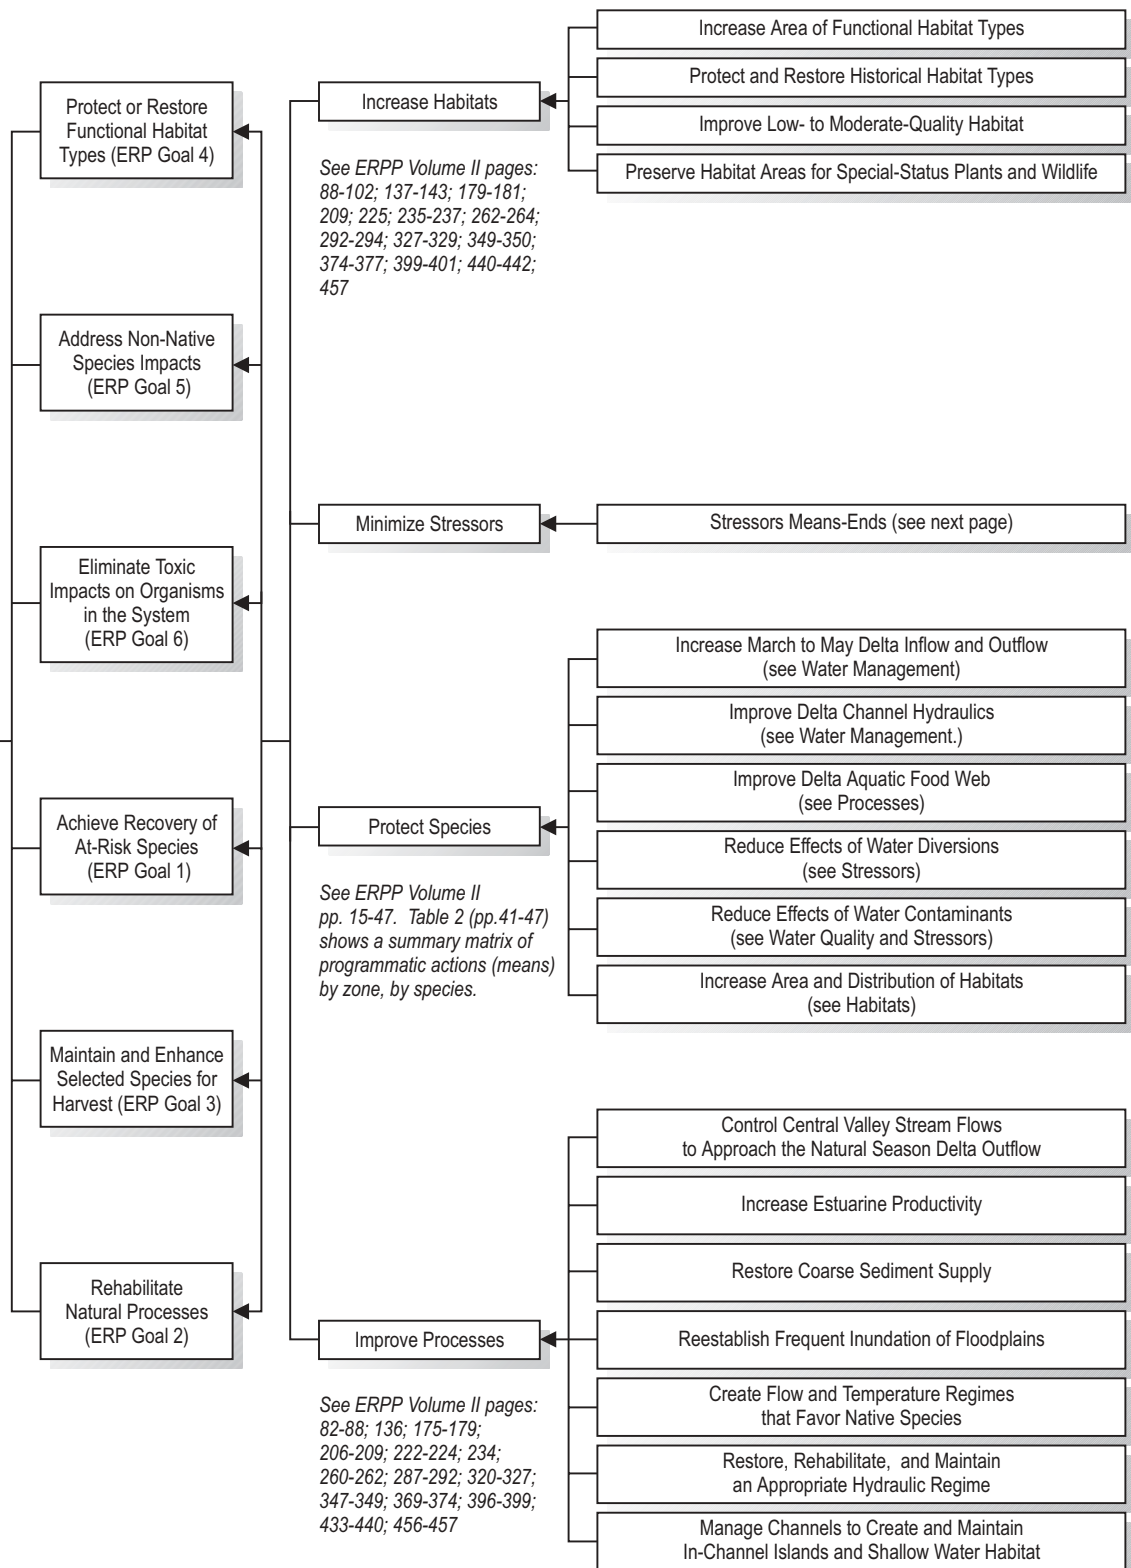 Protect or Restore
Functional Habitat
Types (ERP Goal 4)
Address Non-Native
Species Impacts
(ERP Goal 5)
Eliminate Toxic
Impacts on Organisms
in the System
(ERP Goal 6)
Achieve Recovery of
At-Risk Species
(ERP Goal 1)
Maintain and Enhance
Selected Species for
Harvest (ERP Goal 3)
Rehabilitate
Natural Processes
(ERP Goal 2)
Increase Habitats
See ERPP Volume II pages:
88-102; 137-143; 179-181;
209; 225; 235-237; 262-264;
292-294; 327-329; 349-350;
374-377; 399-401; 440-442;
457
Minimize Stressors
Protect Species
See ERPP Volume II
pp. 15-47. Table 2 (pp.41-47)
shows a summary matrix of
programmatic actions (means)
by zone, by species.
Improve Processes
See ERPP Volume II pages:
82-88; 136; 175-179;
206-209; 222-224; 234;
260-262; 287-292; 320-327;
347-349; 369-374; 396-399;
433-440; 456-457
Increase Area of Functional Habitat Types
Protect and Restore Historical Habitat Types
Improve Low- to Moderate-Quality Habitat
Preserve Habitat Areas for Special-Status Plants and Wildlife
Stressors Means-Ends (see next page)
Increase March to May Delta Inflow and Outflow
(see Water Management)
Improve Delta Channel Hydraulics
(see Water Management.)
Improve Delta Aquatic Food Web
(see Processes)
Reduce Effects of Water Diversions
(see Stressors)
Reduce Effects of Water Contaminants
(see Water Quality and Stressors)
Increase Area and Distribution of Habitats
(see Habitats)
Control Central Valley Stream Flows
to Approach the Natural Season Delta Outflow
Increase Estuarine Productivity
Restore Coarse Sediment Supply
Reestablish Frequent Inundation of Floodplains
Create Flow and Temperature Regimes
that Favor Native Species
Restore, Rehabilitate, and Maintain
an Appropriate Hydraulic Regime
Manage Channels to Create and Maintain
In-Channel Islands and Shallow Water Habitat